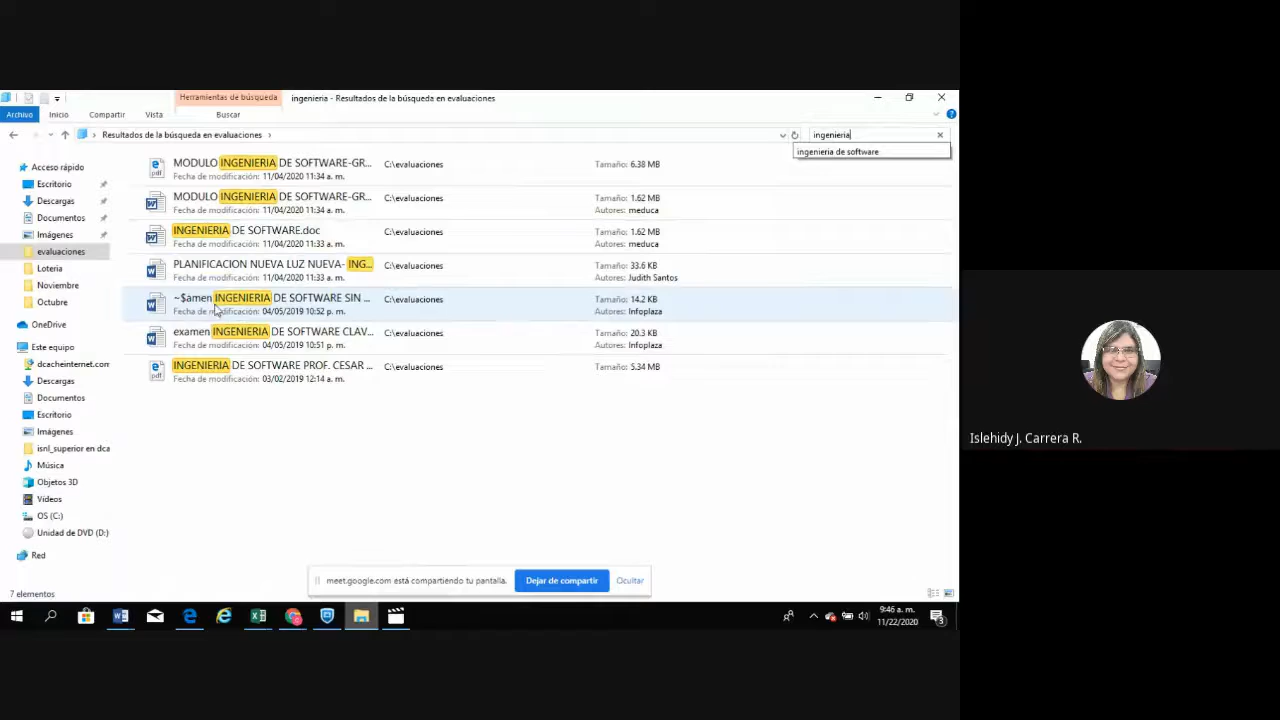 Herramientas de búsqueda
ingenieria - Resultados de la búsqueda en evaluaciones
Archivo Inicio Compartir Vista Buscar
Resultados de la búsqueda en evaluaciones
ingenieria
ingenieria de software
Acceso rápido
Escritorio
Descargas
Documentos
Imágenes
evaluaciones
Loteria
Noviembre
Octubre
OneDrive
Este equipo
dcacheinternet.com
Descargas
Documentos
Escritorio
Imágenes
isnl_superior en dca
Música
Objetos 3D
Vídeos
OS (C:)
Unidad de DVD (D:)
Red
MODULO INGENIERIA DE SOFTWARE-GR... C:\evaluaciones Tamaño: 6.38 MB
Fecha de modificación: 11/04/2020 11:34 a. m.
MODULO INGENIERIA DE SOFTWARE-GR... C:\evaluaciones Tamaño: 1.62 MB
Fecha de modificación: 11/04/2020 11:34 a. m. Autores: meduca
INGENIERIA DE SOFTWARE.doc C:\evaluaciones Tamaño: 1.62 MB
Fecha de modificación: 11/04/2020 11:33 a. m. Autores: meduca
PLANIFICACION NUEVA LUZ NUEVA- ING... C:\evaluaciones Tamaño: 33.6 KB
Fecha de modificación: 11/04/2020 11:33 a. m. Autores: Judith Santos
~$amen INGENIERIA DE SOFTWARE SIN ... C:\evaluaciones Tamaño: 14.2 KB
Fecha de modificación: 04/05/2019 10:52 p. m. Autores: Infoplaza
examen INGENIERIA DE SOFTWARE CLAV... C:\evaluaciones Tamaño: 20.3 KB
Fecha de modificación: 04/05/2019 10:51 p. m. Autores: Infoplaza
INGENIERIA DE SOFTWARE PROF. CESAR ... C:\evaluaciones Tamaño: 5.34 MB
Fecha de modificación: 03/02/2019 12:14 a. m.
meet.google.com está compartiendo tu pantalla. Dejar de compartir Ocultar
7 elementos
9:46 a. m.
11/22/2020
3
Islehidy J. Carrera R.